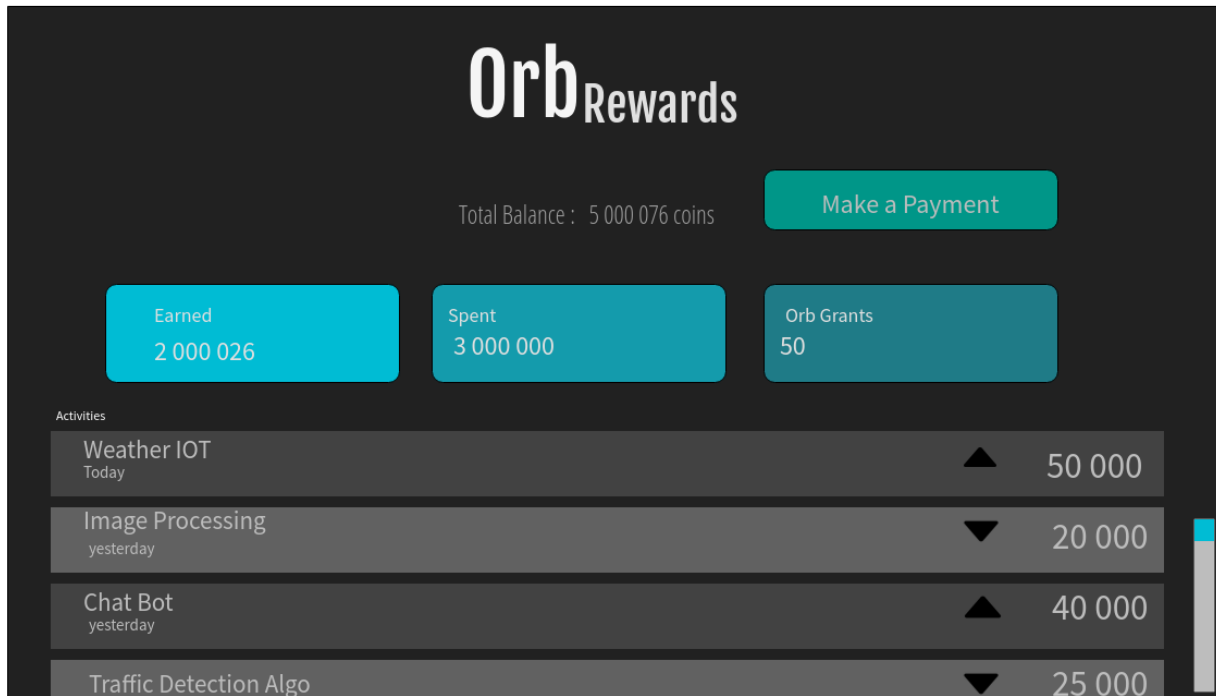 Orb Rewards
Total Balance : 5 000 076 coins
Make a Payment
Earned
2 000 026
Spent
3 000 000
Orb Grants
50
Activities
Weather IOT
Today
50 000
Image Processing
yesterday
20 000
Chat Bot
yesterday
40 000
Traffic Detection Algo
25 000